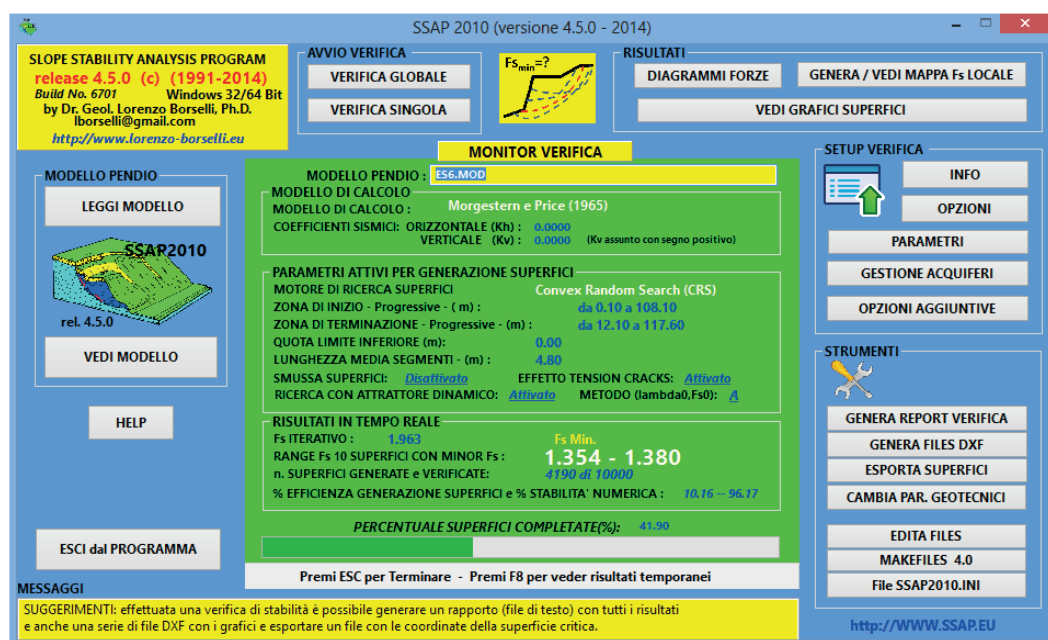 SSAP 2010 (versione 4.5.0 - 2014)
SLOPE STABILITY ANALYSIS PROGRAM
release 4.5.0 (c) (1991-2014)
Build No. 6701 Windows 32/64 Bit
by Dr. Geol. Lorenzo Borselli, Ph.D.
lborselli@gmail.com
http://www.lorenzo-borselli.eu
AVVIO VERIFICA
VERIFICA GLOBALE
VERIFICA SINGOLA
Fsmin=?
RISULTATI
DIAGRAMMI FORZE
GENERA / VEDI MAPPA Fs LOCALE
VEDI GRAFICI SUPERFICI
MODELLO PENDIO
LEGGI MODELLO
SSAP2010
rel. 4.5.0
VEDI MODELLO
HELP
ESCI dal PROGRAMMA
MONITOR VERIFICA
MODELLO PENDIO : ES6.MOD
MODELLO DI CALCOLO
MODELLO DI CALCOLO : Morgestern e Price (1965)
COEFFICIENTI SISMICI: ORIZZONTALE (Kh) : 0.0000
VERTICALE (Kv) : 0.0000 (Kv assunto con segno positivo)
PARAMETRI ATTIVI PER GENERAZIONE SUPERFICI
MOTORE DI RICERCA SUPERFICI Convex Random Search (CRS)
ZONA DI INIZIO - Progressive - ( m) : da 0.10 a 108.10
ZONA DI TERMINAZIONE - Progressive - (m) : da 12.10 a 117.60
QUOTA LIMITE INFERIORE (m): 0.00
LUNGHEZZA MEDIA SEGMENTI - (m) : 4.80
SMUSSA SUPERFICI: Disattivato EFFETTO TENSION CRACKS: Attivato
RICERCA CON ATTRATTORE DINAMICO: Attivato METODO (lambda0,Fs0): A
RISULTATI IN TEMPO REALE
Fs ITERATIVO : 1.963 Fs Min.
RANGE Fs 10 SUPERFICI CON MINOR Fs : 1.354 - 1.380
n. SUPERFICI GENERATE e VERIFICATE: 4190 di 10000
% EFFICIENZA GENERAZIONE SUPERFICI e % STABILITA' NUMERICA : 10.16 -- 96.17
PERCENTUALE SUPERFICI COMPLETATE(%): 41.90
Premi ESC per Terminare - Premi F8 per veder risultati temporanei
SETUP VERIFICA
INFO
OPZIONI
PARAMETRI
GESTIONE ACQUIFERI
OPZIONI AGGIUNTIVE
STRUMENTI
GENERA REPORT VERIFICA
GENERA FILES DXF
ESPORTA SUPERFICI
CAMBIA PAR. GEOTECNICI
EDITA FILES
MAKEFILES 4.0
File SSAP2010.INI
MESSAGGI
SUGGERIMENTI: effettuata una verifica di stabilità è possibile generare un rapporto (file di testo) con tutti i risultati
e anche una serie di file DXF con i grafici e esportare un file con le coordinate della superficie critica.
http://WWW.SSAP.EU